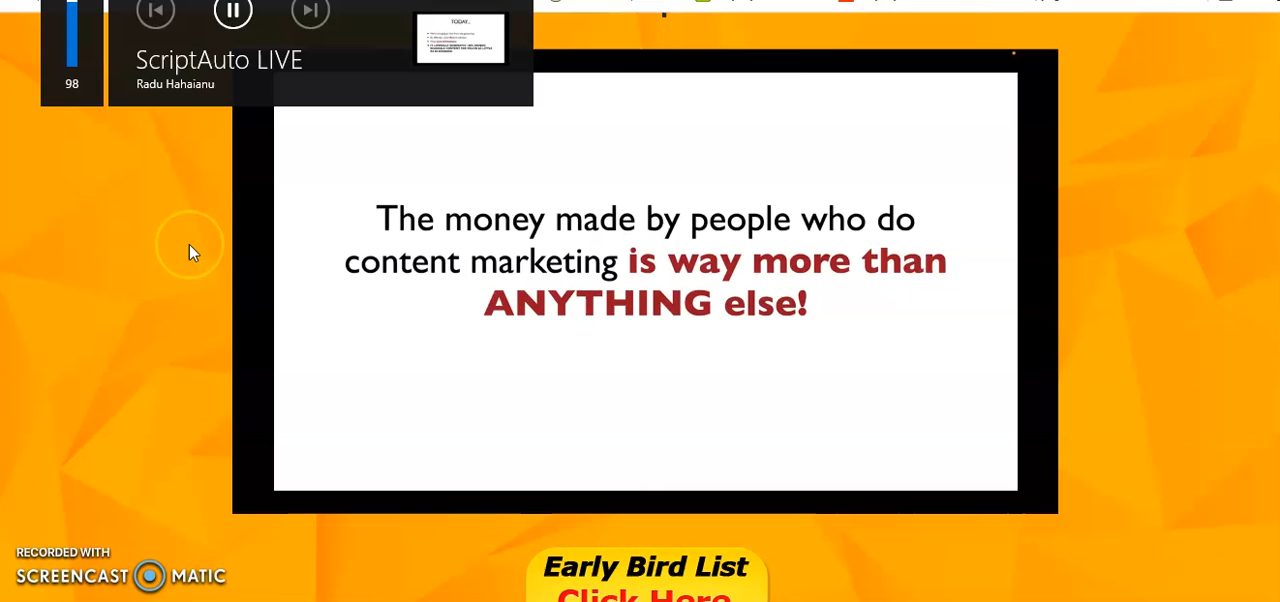 ScriptAuto LIVE
98
Radu Hahaianu
TODAY...
The money made by people who do
content marketing is way more than
ANYTHING else!
RECORDED WITH
SCREENCAST MATIC
Early Bird List
Click Here